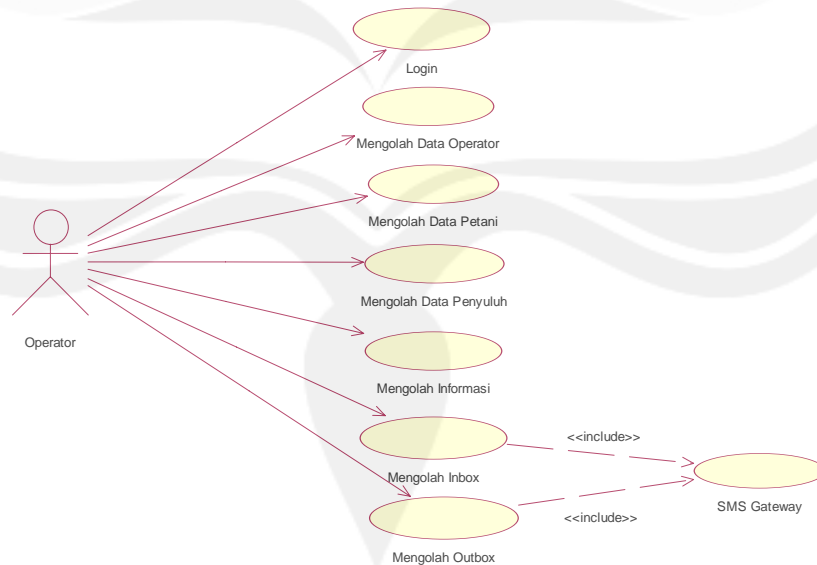 Login
Mengolah Data Operator
Mengolah Data Petani
Mengolah Data Penyuluh
Operator
Mengolah Informasi
<<include>>
Mengolah Inbox
SMS Gateway
<<include>>
Mengolah Outbox